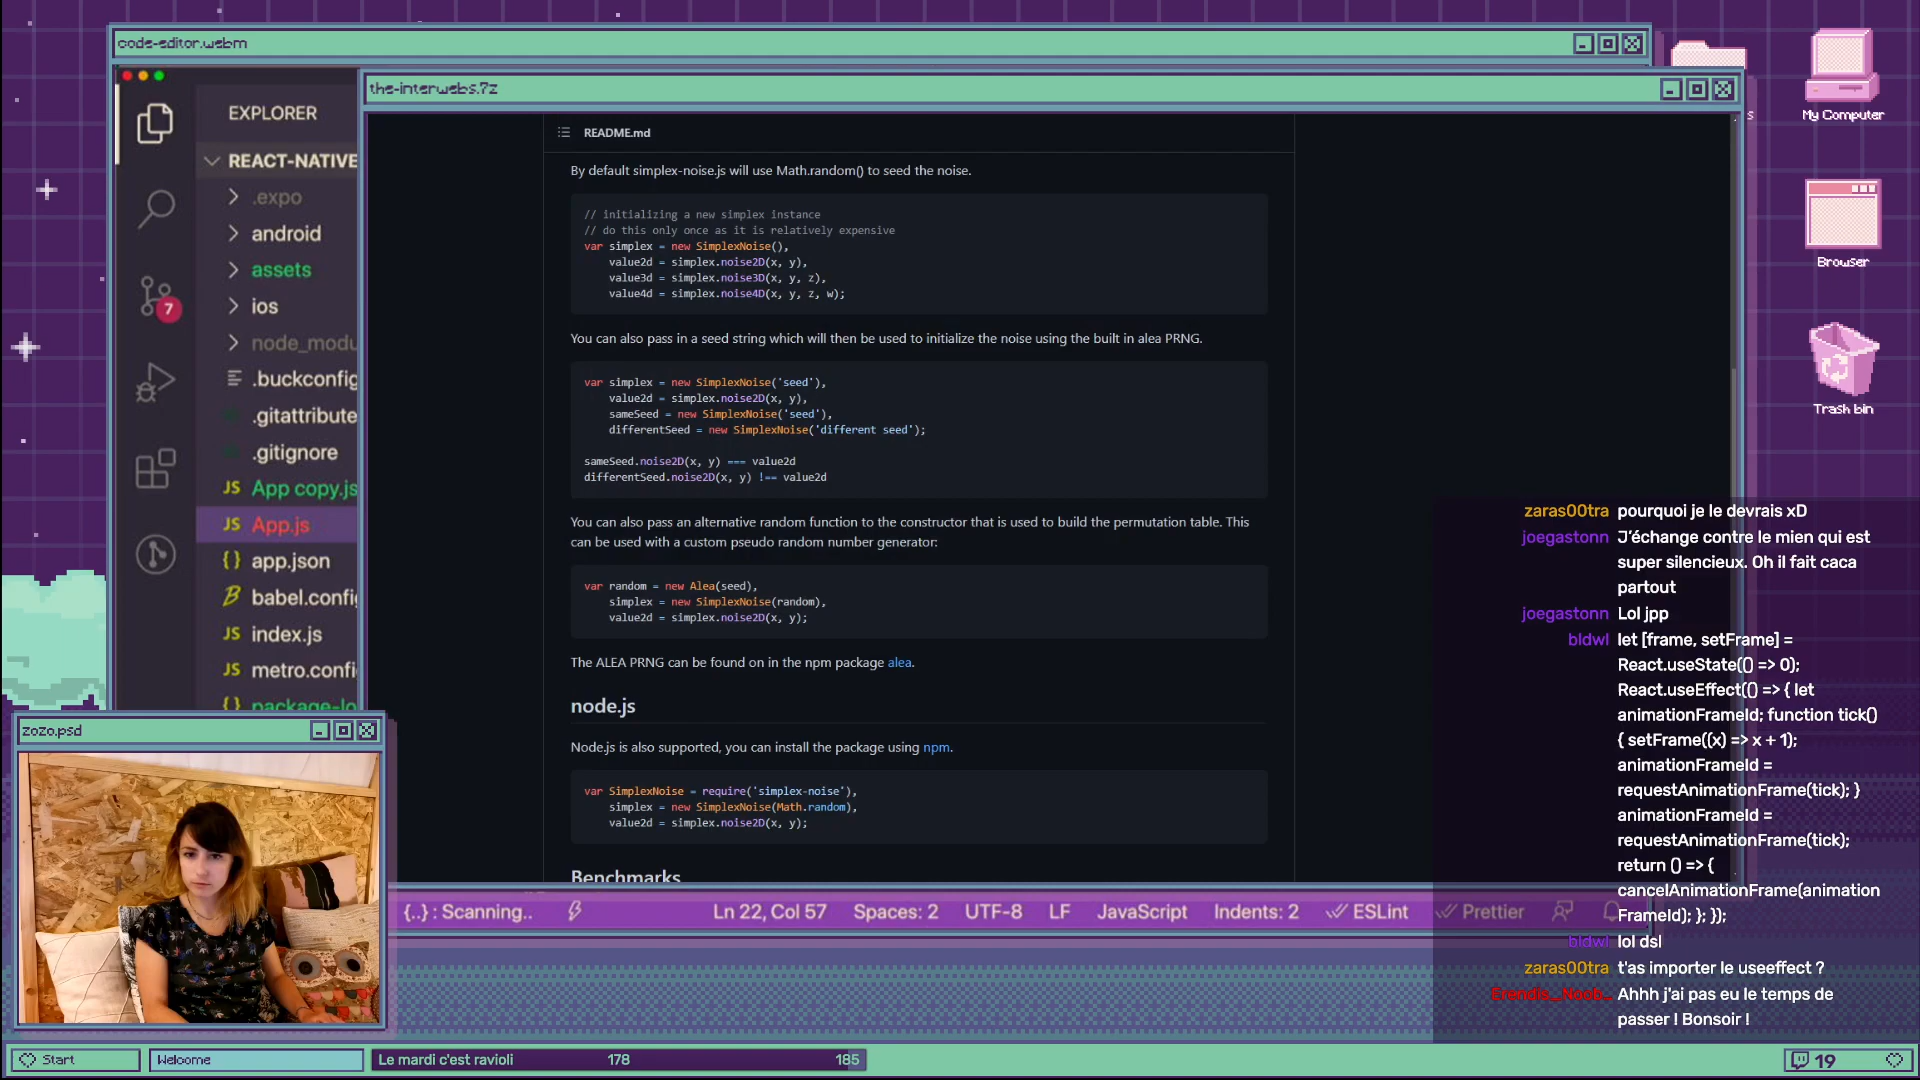 code-editor.webm
the-interwebs.7z
EXPLORER
REACT-NATIVE
.expo
android
assets
ios
node_modu
.buckconfig
.gitattribute
.gitignore
JS App copy.js
JS App.js
{} app.json
babel.confi
JS index.js
JS metro.confi
{} package-lo
7
README.md
By default simplex-noise.js will use Math.random() to seed the noise.
// initializing a new simplex instance
// do this only once as it is relatively expensive
var simplex = new SimplexNoise(),
value2d = simplex.noise2D(x, y),
value3d = simplex.noise3D(x, y, z),
value4d = simplex.noise4D(x, y, z, w);
You can also pass in a seed string which will then be used to initialize the noise using the built in alea PRNG.
var simplex = new SimplexNoise('seed'),
value2d = simplex.noise2D(x, y),
sameSeed = new SimplexNoise('seed'),
differentSeed = new SimplexNoise('different seed');
sameSeed.noise2D(x, y) === value2d
differentSeed.noise2D(x, y) !== value2d
You can also pass an alternative random function to the constructor that is used to build the permutation table. This
can be used with a custom pseudo random number generator:
var random = new Alea(seed),
simplex = new SimplexNoise(random),
value2d = simplex.noise2D(x, y);
The ALEA PRNG can be found on in the npm package alea.
node.js
Node.js is also supported, you can install the package using npm.
var SimplexNoise = require('simplex-noise'),
simplex = new SimplexNoise(Math.random),
value2d = simplex.noise2D(x, y);
Benchmarks
{..} : Scanning.. Ln 22, Col 57 Spaces: 2 UTF-8 LF JavaScript Indents: 2 ESLint Prettier
My Computer
Browser
Trash bin
zaras00tra pourquoi je le devrais xD
joegastonn J'échange contre le mien qui est
super silencieux. Oh il fait caca
partout
joegastonn Lol jpp
bldwl let [frame, setFrame] =
React.useState(() => 0);
React.useEffect(() => { let
animationFrameId; function tick()
{ setFrame((x) => x + 1);
animationFrameId =
requestAnimationFrame(tick); }
animationFrameId =
requestAnimationFrame(tick);
return () => {
cancelAnimationFrame(animation
FrameId); }; });
bldwl lol dsl
zaras00tra t'as importer le useeffect ?
Erendis_Noob_ Ahhh j'ai pas eu le temps de
passer ! Bonsoir !
zozo.psd
Start
Welcome
Le mardi c'est ravioli 178 185
19